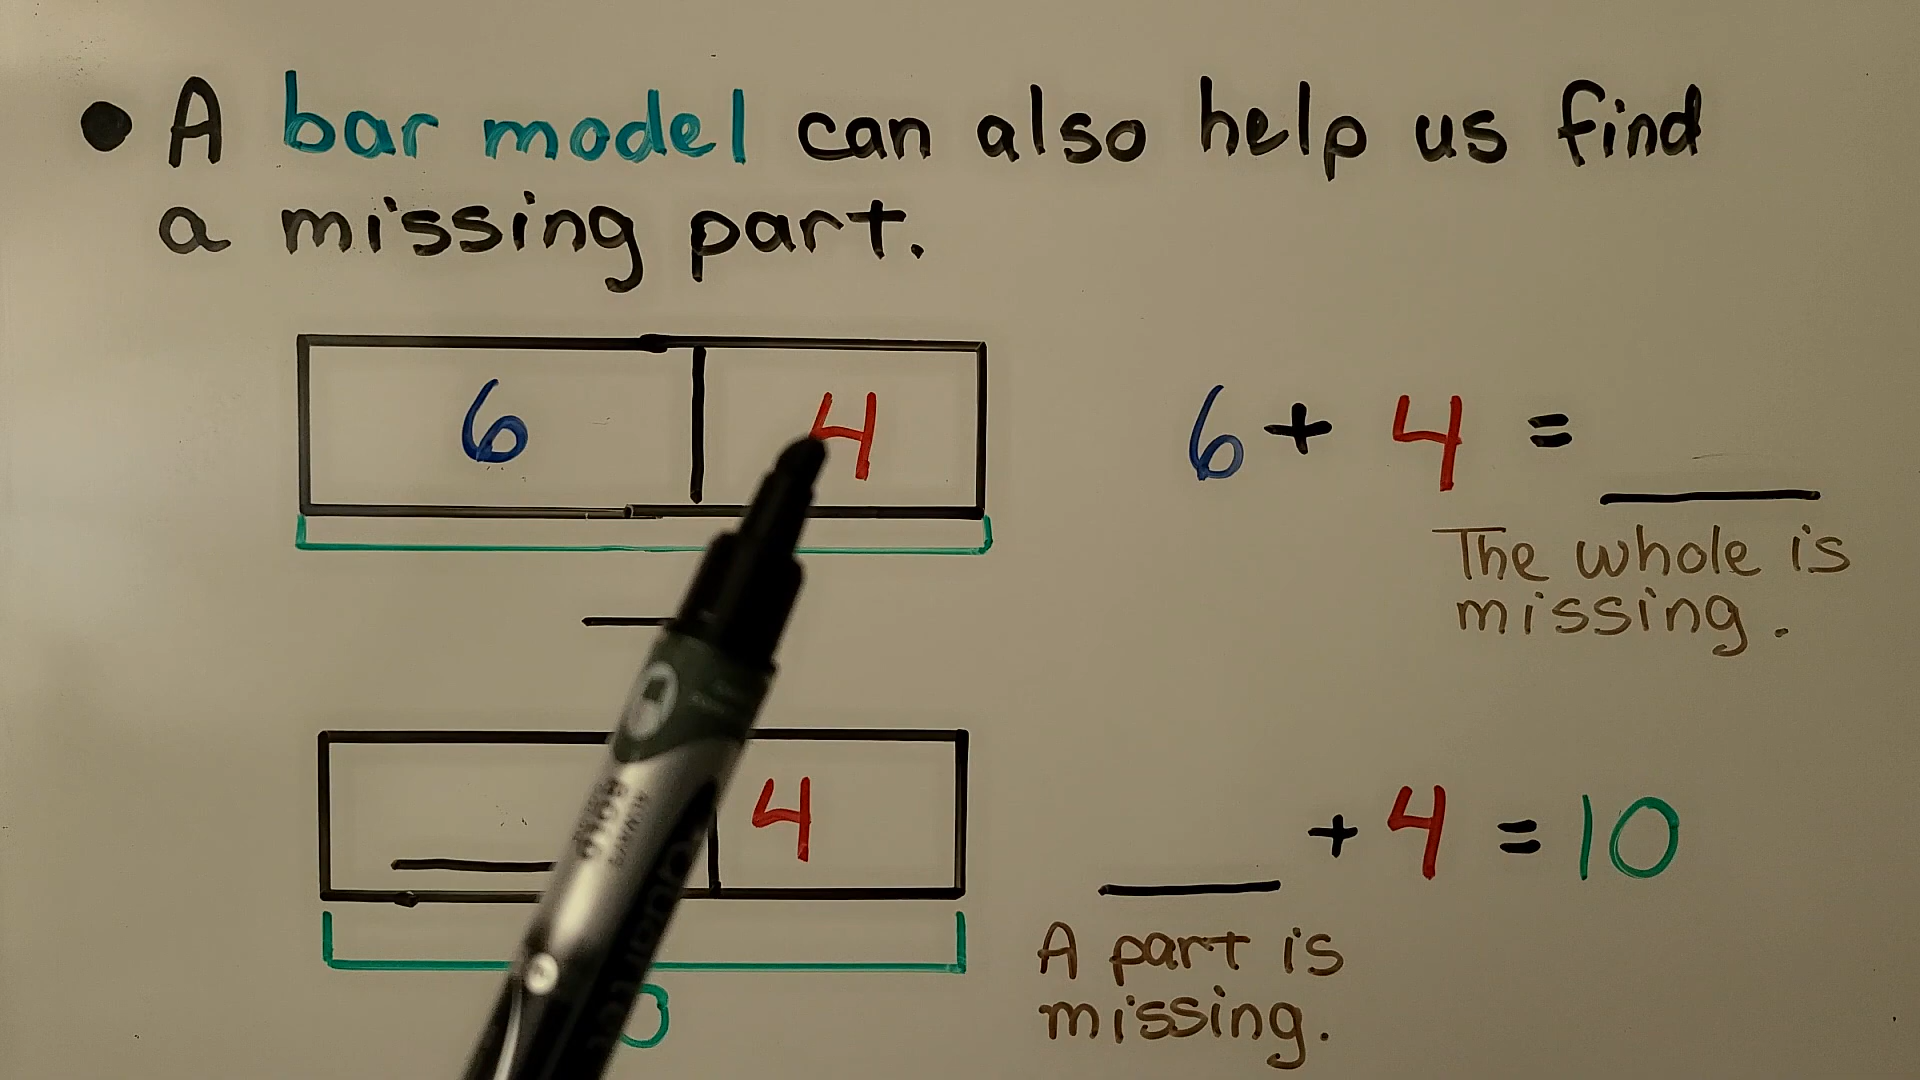 A bar model can also help us find
a missing part.
6 4
6 + 4 =
The whole is
missing.
4
+ 4 = 10
A part is
missing.